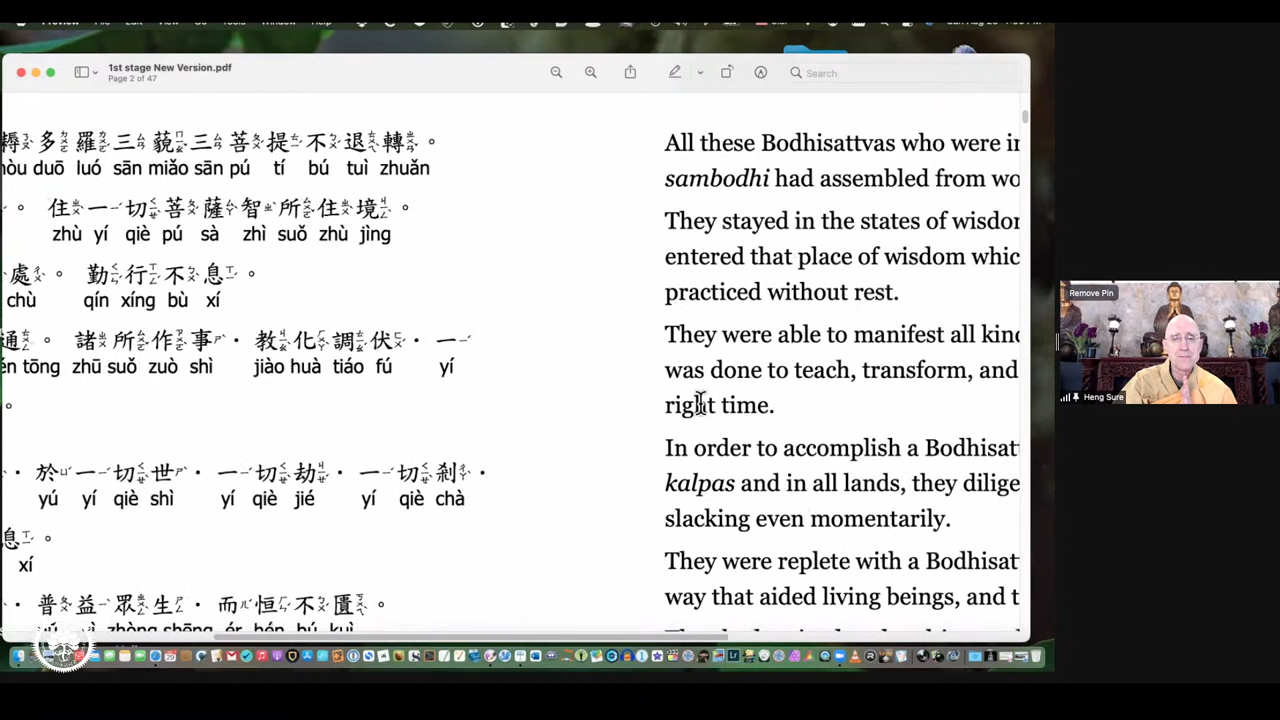 1st stage New Version.pdf
Page 2 of 47
Search
耨多羅三藐三菩提不退轉。
duō luó sān miǎo sān pú tí bú tuì zhuǎn
。住一切菩薩智所住境。
zhù yí qiè pú sà zhì suǒ zhù jìng
處。勤行不息。
chù qín xíng bù xí
通。諸所作事・教化調伏・一
tōng zhū suǒ zuò shì jiào huà tiáo fú yí
。
・於一切世・一切劫・一切剎・
yú yí qiè shì yí qiè jié yí qiè chà
息。
xí
・普益眾生・而恒不匱。
All these Bodhisattvas who were in
sambodhi had assembled from wo
They stayed in the states of wisdom
entered that place of wisdom whic
practiced without rest.
They were able to manifest all kin
was done to teach, transform, and
right time.
In order to accomplish a Bodhisat
kalpas and in all lands, they dilige
slacking even momentarily.
They were replete with a Bodhisat
way that aided living beings, and t
Remove Pin
Heng Sure